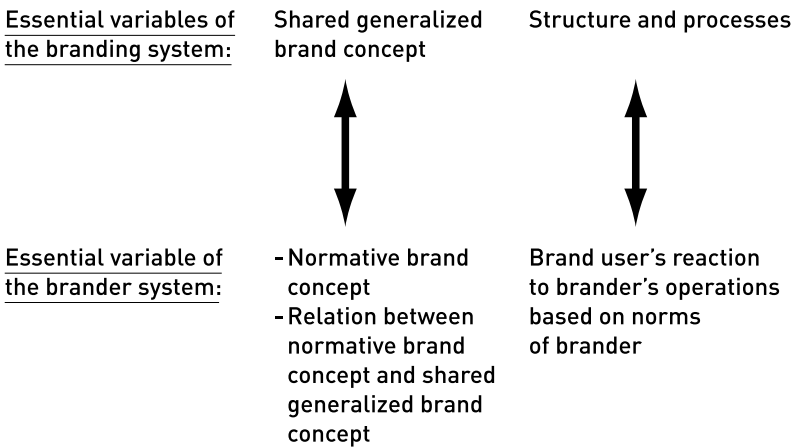 Essential variables of
the branding system:
Shared generalized
brand concept
Structure and processes
Essential variable of
the brander system:
- Normative brand
concept
- Relation between
normative brand
concept and shared
generalized brand
concept
Brand user's reaction
to brander's operations
based on norms
of brander